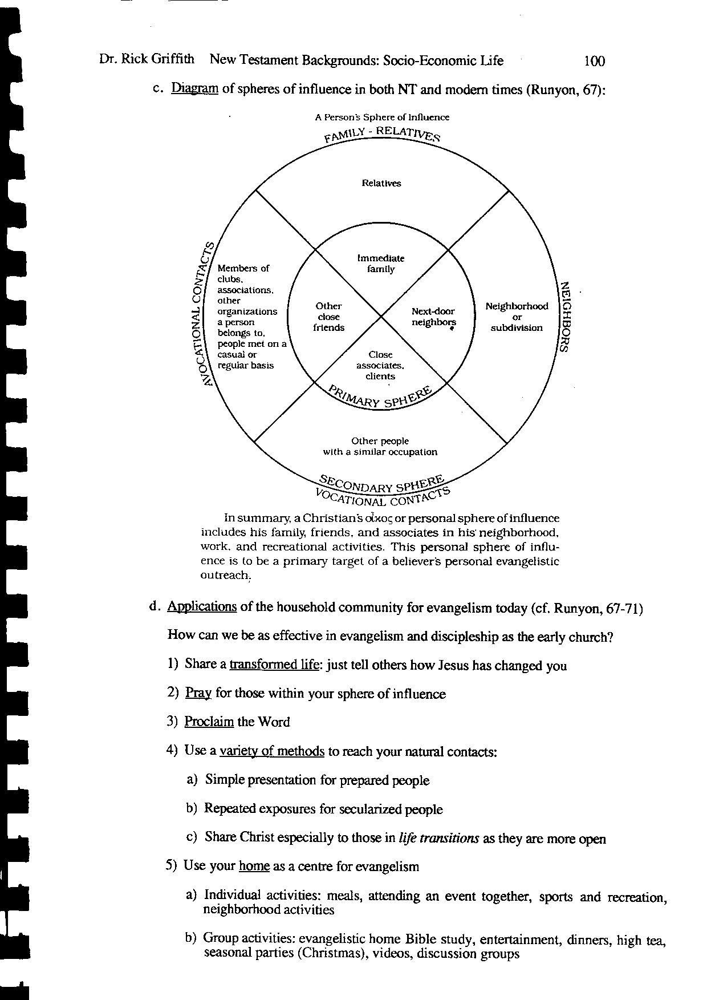 Dr. Rick Griffith New Testament Backgrounds: Socio-Economic Life 100
c. Diagram of spheres of influence in both NT and modern times (Runyon, 67):
A Person's Sphere of Influence
FAMILY - RELATIVES
Relatives
Immediate
family
AVOCATIONAL CONTACTS
Members of
clubs,
associations,
other
organizations
a person
belongs to,
people met on a
casual or
regular basis
Other
close
friends
Next-door
neighbors
Neighborhood
or
subdivision
NEIGHBORS
Close
associates,
clients
PRIMARY SPHERE
Other people
with a similar occupation
SECONDARY SPHERE
VOCATIONAL CONTACTS
In summary, a Christian's οἶκος or personal sphere of influence
includes his family, friends, and associates in his neighborhood,
work, and recreational activities. This personal sphere of influ-
ence is to be a primary target of a believer's personal evangelistic
outreach.
d. Applications of the household community for evangelism today (cf. Runyon, 67-71)
How can we be as effective in evangelism and discipleship as the early church?
1) Share a transformed life: just tell others how Jesus has changed you
2) Pray for those within your sphere of influence
3) Proclaim the Word
4) Use a variety of methods to reach your natural contacts:
a) Simple presentation for prepared people
b) Repeated exposures for secularized people
c) Share Christ especially to those in life transitions as they are more open
5) Use your home as a centre for evangelism
a) Individual activities: meals, attending an event together, sports and recreation,
neighborhood activities
b) Group activities: evangelistic home Bible study, entertainment, dinners, high tea,
seasonal parties (Christmas), videos, discussion groups